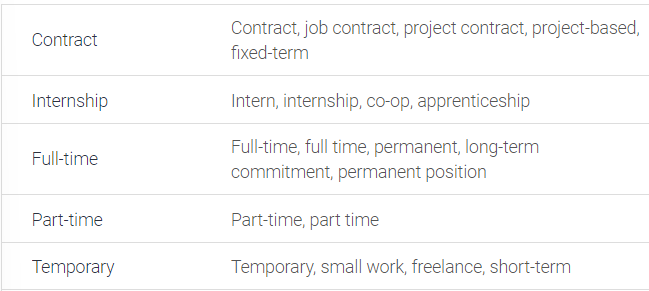 Contract
Contract, job contract, project contract, project-based,
fixed-term
Internship
Intern, internship, co-op, apprenticeship
Full-time
Full-time, full time, permanent, long-term
commitment, permanent position
Part-time
Part-time, part time
Temporary
Temporary, small work, freelance, short-term